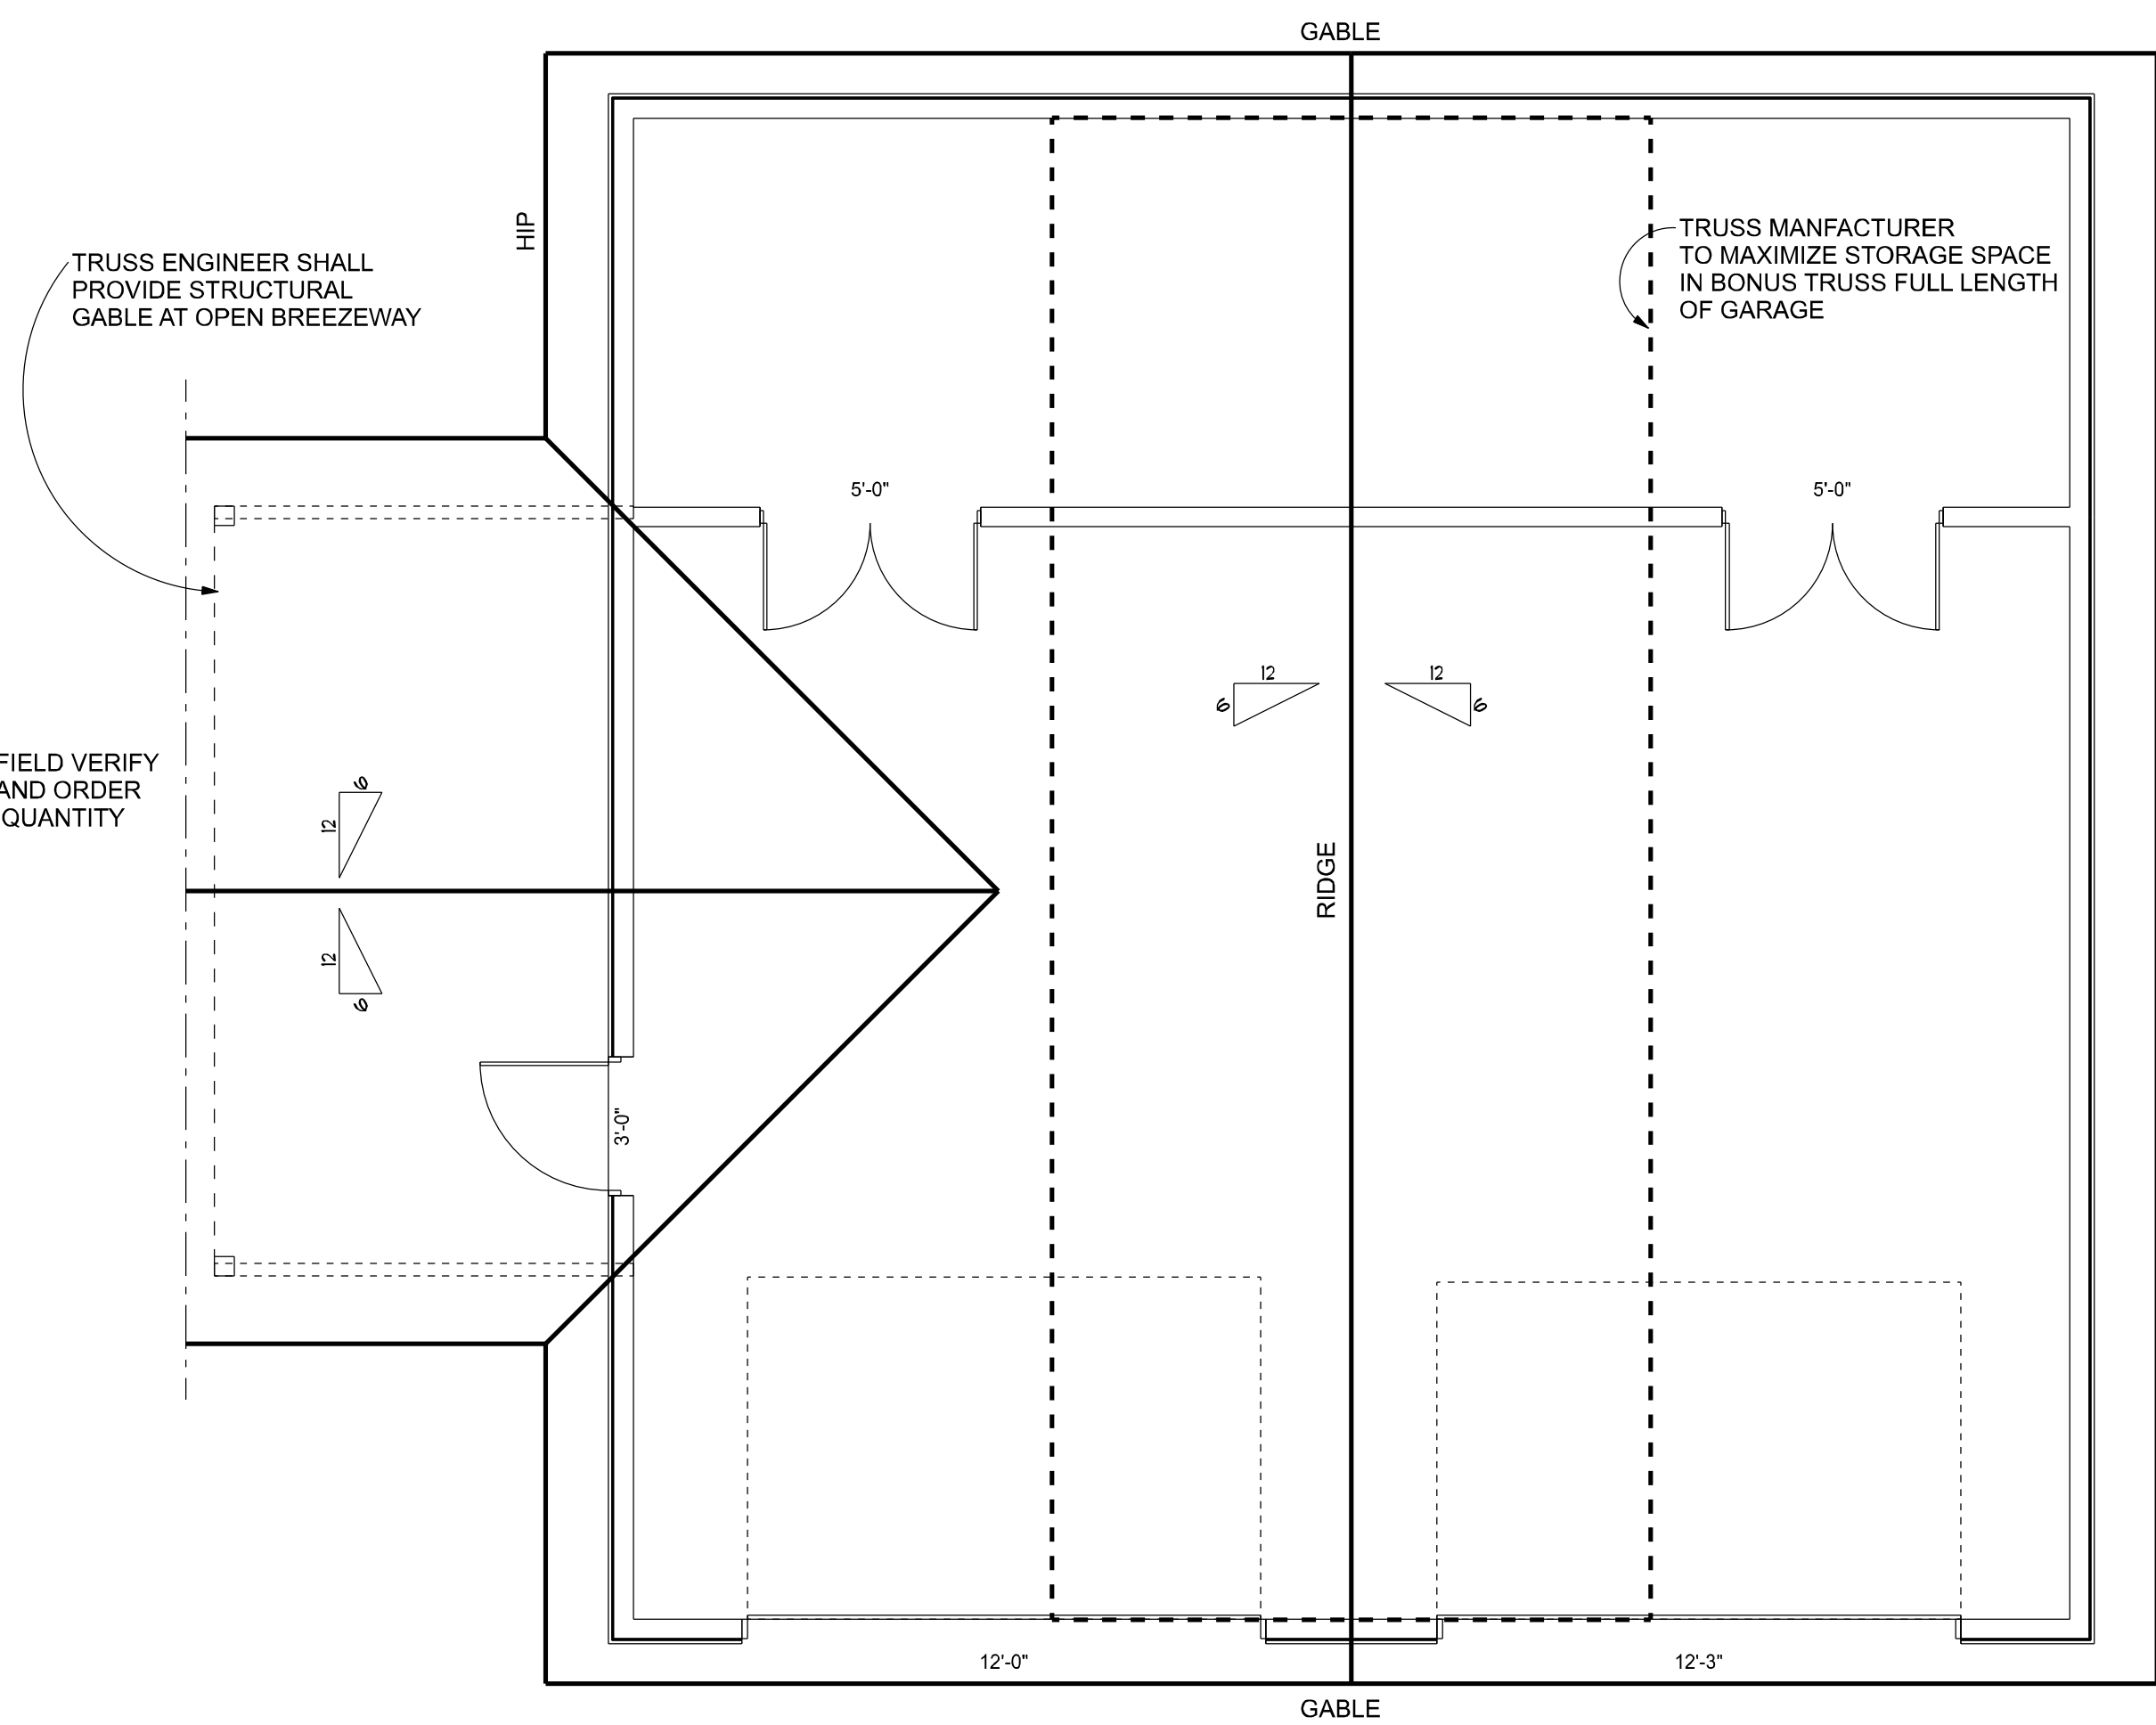 GABLE
HIP
TRUSS ENGINEER SHALL
PROVIDE STRUCTURAL
GABLE AT OPEN BREEZEWAY
TRUSS MANFACTURER
TO MAXIMIZE STORAGE SPACE
IN BONUS TRUSS FULL LENGTH
OF GARAGE
5'-0"
5'-0"
12
6
12
6
FIELD VERIFY
AND ORDER
QUANTITY
6
12
RIDGE
12
6
3'-0"
12'-0"
12'-3"
GABLE